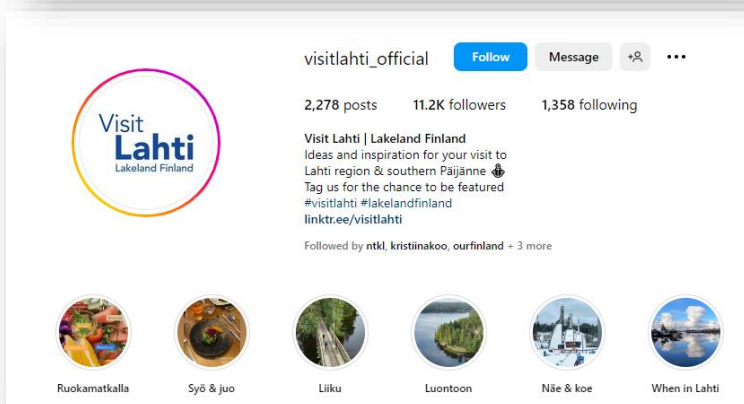 visitlahti_official Follow Message
2,278 posts 11.2K followers 1,358 following
Visit
Lahti
Lakeland Finland
Visit Lahti | Lakeland Finland
Ideas and inspiration for your visit to
Lahti region & southern Päijänne
Tag us for the chance to be featured
#visitlahti #lakelandfinland
linktr.ee/visitlahti
Followed by ntkl, kristiinakoo, ourfinland + 3 more
Ruokamatkalla Syö & juo Liiku Luontoon Näe & koe When in Lahti